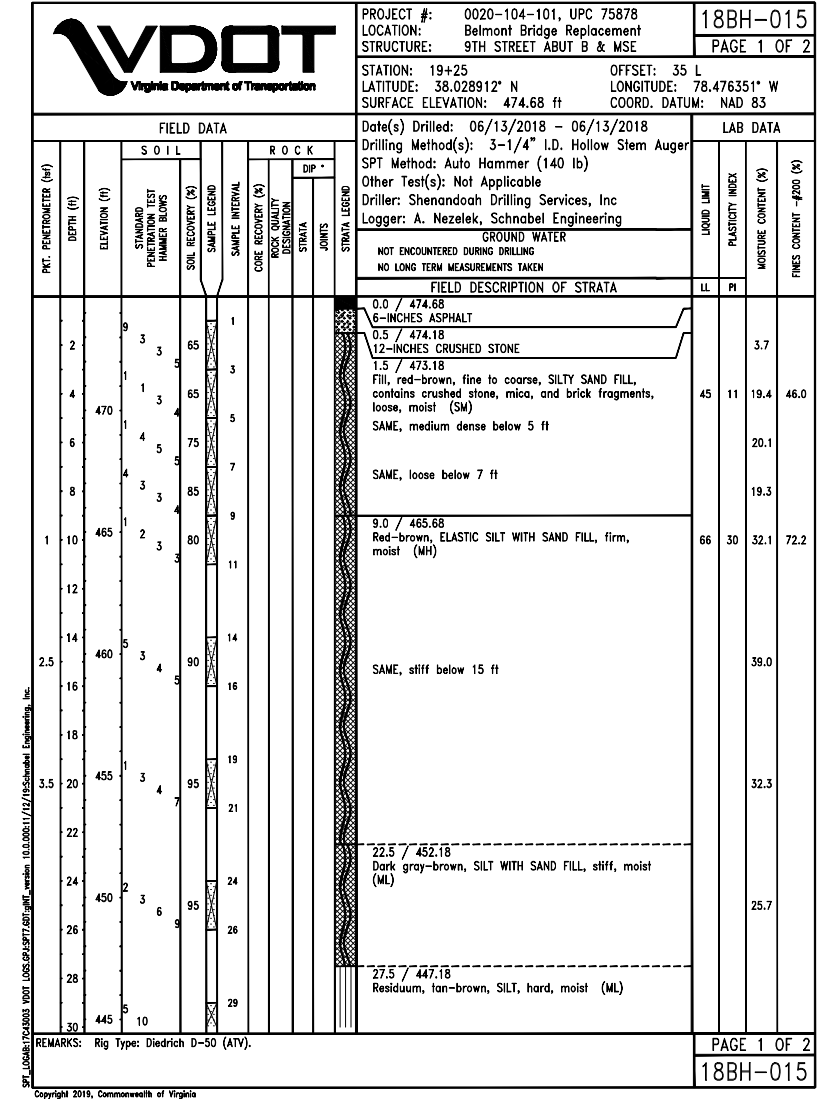 VDOT
Virginia Department of Transportation
PROJECT #: 0020-104-101, UPC 75878
LOCATION: Belmont Bridge Replacement
STRUCTURE: 9TH STREET ABUT B & MSE
18BH-015
PAGE 1 OF 2
STATION: 19+25 OFFSET: 35 L
LATITUDE: 38.028912° N LONGITUDE: 78.476351° W
SURFACE ELEVATION: 474.68 ft COORD. DATUM: NAD 83
FIELD DATA
Date(s) Drilled: 06/13/2018 - 06/13/2018
Drilling Method(s): 3-1/4" I.D. Hollow Stem Auger
SPT Method: Auto Hammer (140 lb)
Other Test(s): Not Applicable
Driller: Shenandoah Drilling Services, Inc
Logger: A. Nezelek, Schnabel Engineering
GROUND WATER
NOT ENCOUNTERED DURING DRILLING
NO LONG TERM MEASUREMENTS TAKEN
FIELD DESCRIPTION OF STRATA
LAB DATA
SOIL
ROCK
DIP °
PKT. PENETROMETER (tsf)
DEPTH (ft)
ELEVATION (ft)
STANDARD
PENETRATION TEST
HAMMER BLOWS
SOIL RECOVERY (%)
SAMPLE LEGEND
SAMPLE INTERVAL
CORE RECOVERY (%)
ROCK QUALITY
DESIGNATION
STRATA
JOINTS
STRATA LEGEND
LIQUID LIMIT
PLASTICITY INDEX
MOISTURE CONTENT (%)
FINES CONTENT -#200 (%)
LL PI
0.0 / 474.68
6-INCHES ASPHALT
9 1
0.5 / 474.18
3
2 3 65 12-INCHES CRUSHED STONE 3.7
5
1.5 / 473.18
1 3
Fill, red-brown, fine to coarse, SILTY SAND FILL,
4 1 3 65 contains crushed stone, mica, and brick fragments, 45 11 19.4 46.0
470 4 loose, moist (SM)
1 5 SAME, medium dense below 5 ft
6 4 5 75 20.1
5
4 7 SAME, loose below 7 ft
8 3 3 85 19.3
4
1 9 9.0 / 465.68
1 10 465 2 3 80 Red-brown, ELASTIC SILT WITH SAND FILL, firm, 66 30 32.1 72.2
3 moist (MH)
11
12
14 5 14
460 3
2.5 4 90 SAME, stiff below 15 ft 39.0
16 5 16
18
1 19
455 3
3.5 20 4 95 32.3
7
21
22
22.5 / 452.18
Dark gray-brown, SILT WITH SAND FILL, stiff, moist
24 2 24 (ML)
450 3
6 95 25.7
9
26 26
27.5 / 447.18
28 Residuum, tan-brown, SILT, hard, moist (ML)
5 29
30 445 10
REMARKS: Rig Type: Diedrich D-50 (ATV).
PAGE 1 OF 2
18BH-015
Copyright 2019, Commonwealth of Virginia